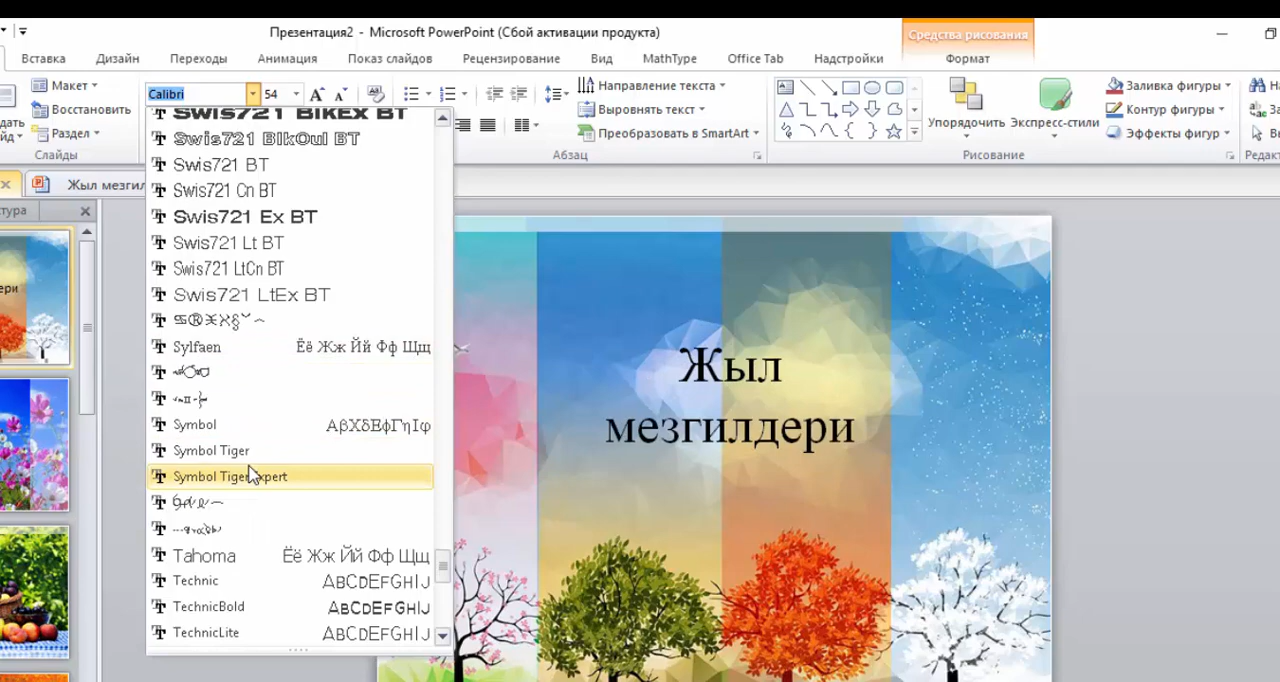 Презентация2 - Microsoft PowerPoint (Сбой активации продукта)
Средства рисования
Вставка Дизайн Переходы Анимация Показ слайдов Рецензирование Вид MathType Office Tab Надстройки Формат
Макет
Восстановить
Раздел
Слайды
Calibri 54
Направление текста
Выровнять текст
Преобразовать в SmartArt
Абзац
Упорядочить Экспресс-стили
Заливка фигуры
Контур фигуры
Эффекты фигур
Рисование
Жыл мезгил
Swis721 BlkEx BT
Swis721 BlkOul BT
Swis721 BT
Swis721 Cn BT
Swis721 Ex BT
Swis721 Lt BT
Swis721 LtCn BT
Swis721 LtEx BT
Sylfaen Ёё Жж Йй Фф Щщ
Symbol ΑβΧδΕφΓηΙφ
Symbol Tiger
Symbol Tiger Expert
Tahoma Ёё Жж Йй Фф Щщ
Technic ABCDEFGHIJ
TechnicBold ABCDEFGHIJ
TechnicLite ABCDEFGHIJ
Жыл
мезгилдери